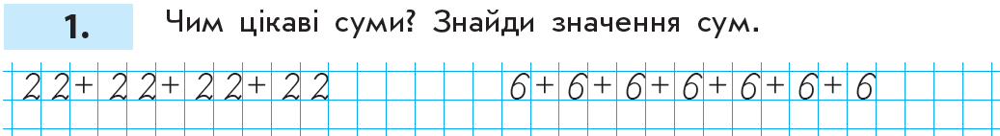 1. Чим цікаві суми? Знайди значення сум.
22+ 22+ 22+ 22 6+6+6+6+6+6+6